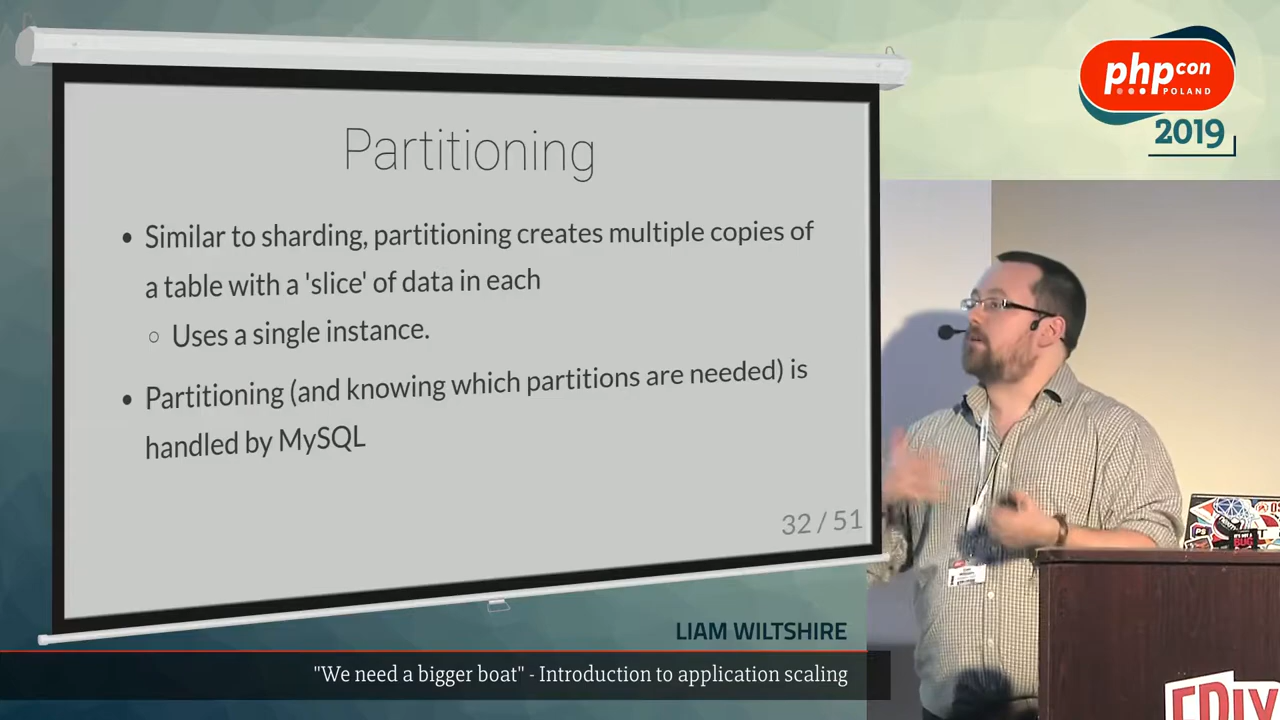 php con
POLAND
2019
Partitioning
• Similar to sharding, partitioning creates multiple copies of
a table with a 'slice' of data in each
○ Uses a single instance.
• Partitioning (and knowing which partitions are needed) is
handled by MySQL
32 / 51
LIAM WILTSHIRE
"We need a bigger boat" - Introduction to application scaling